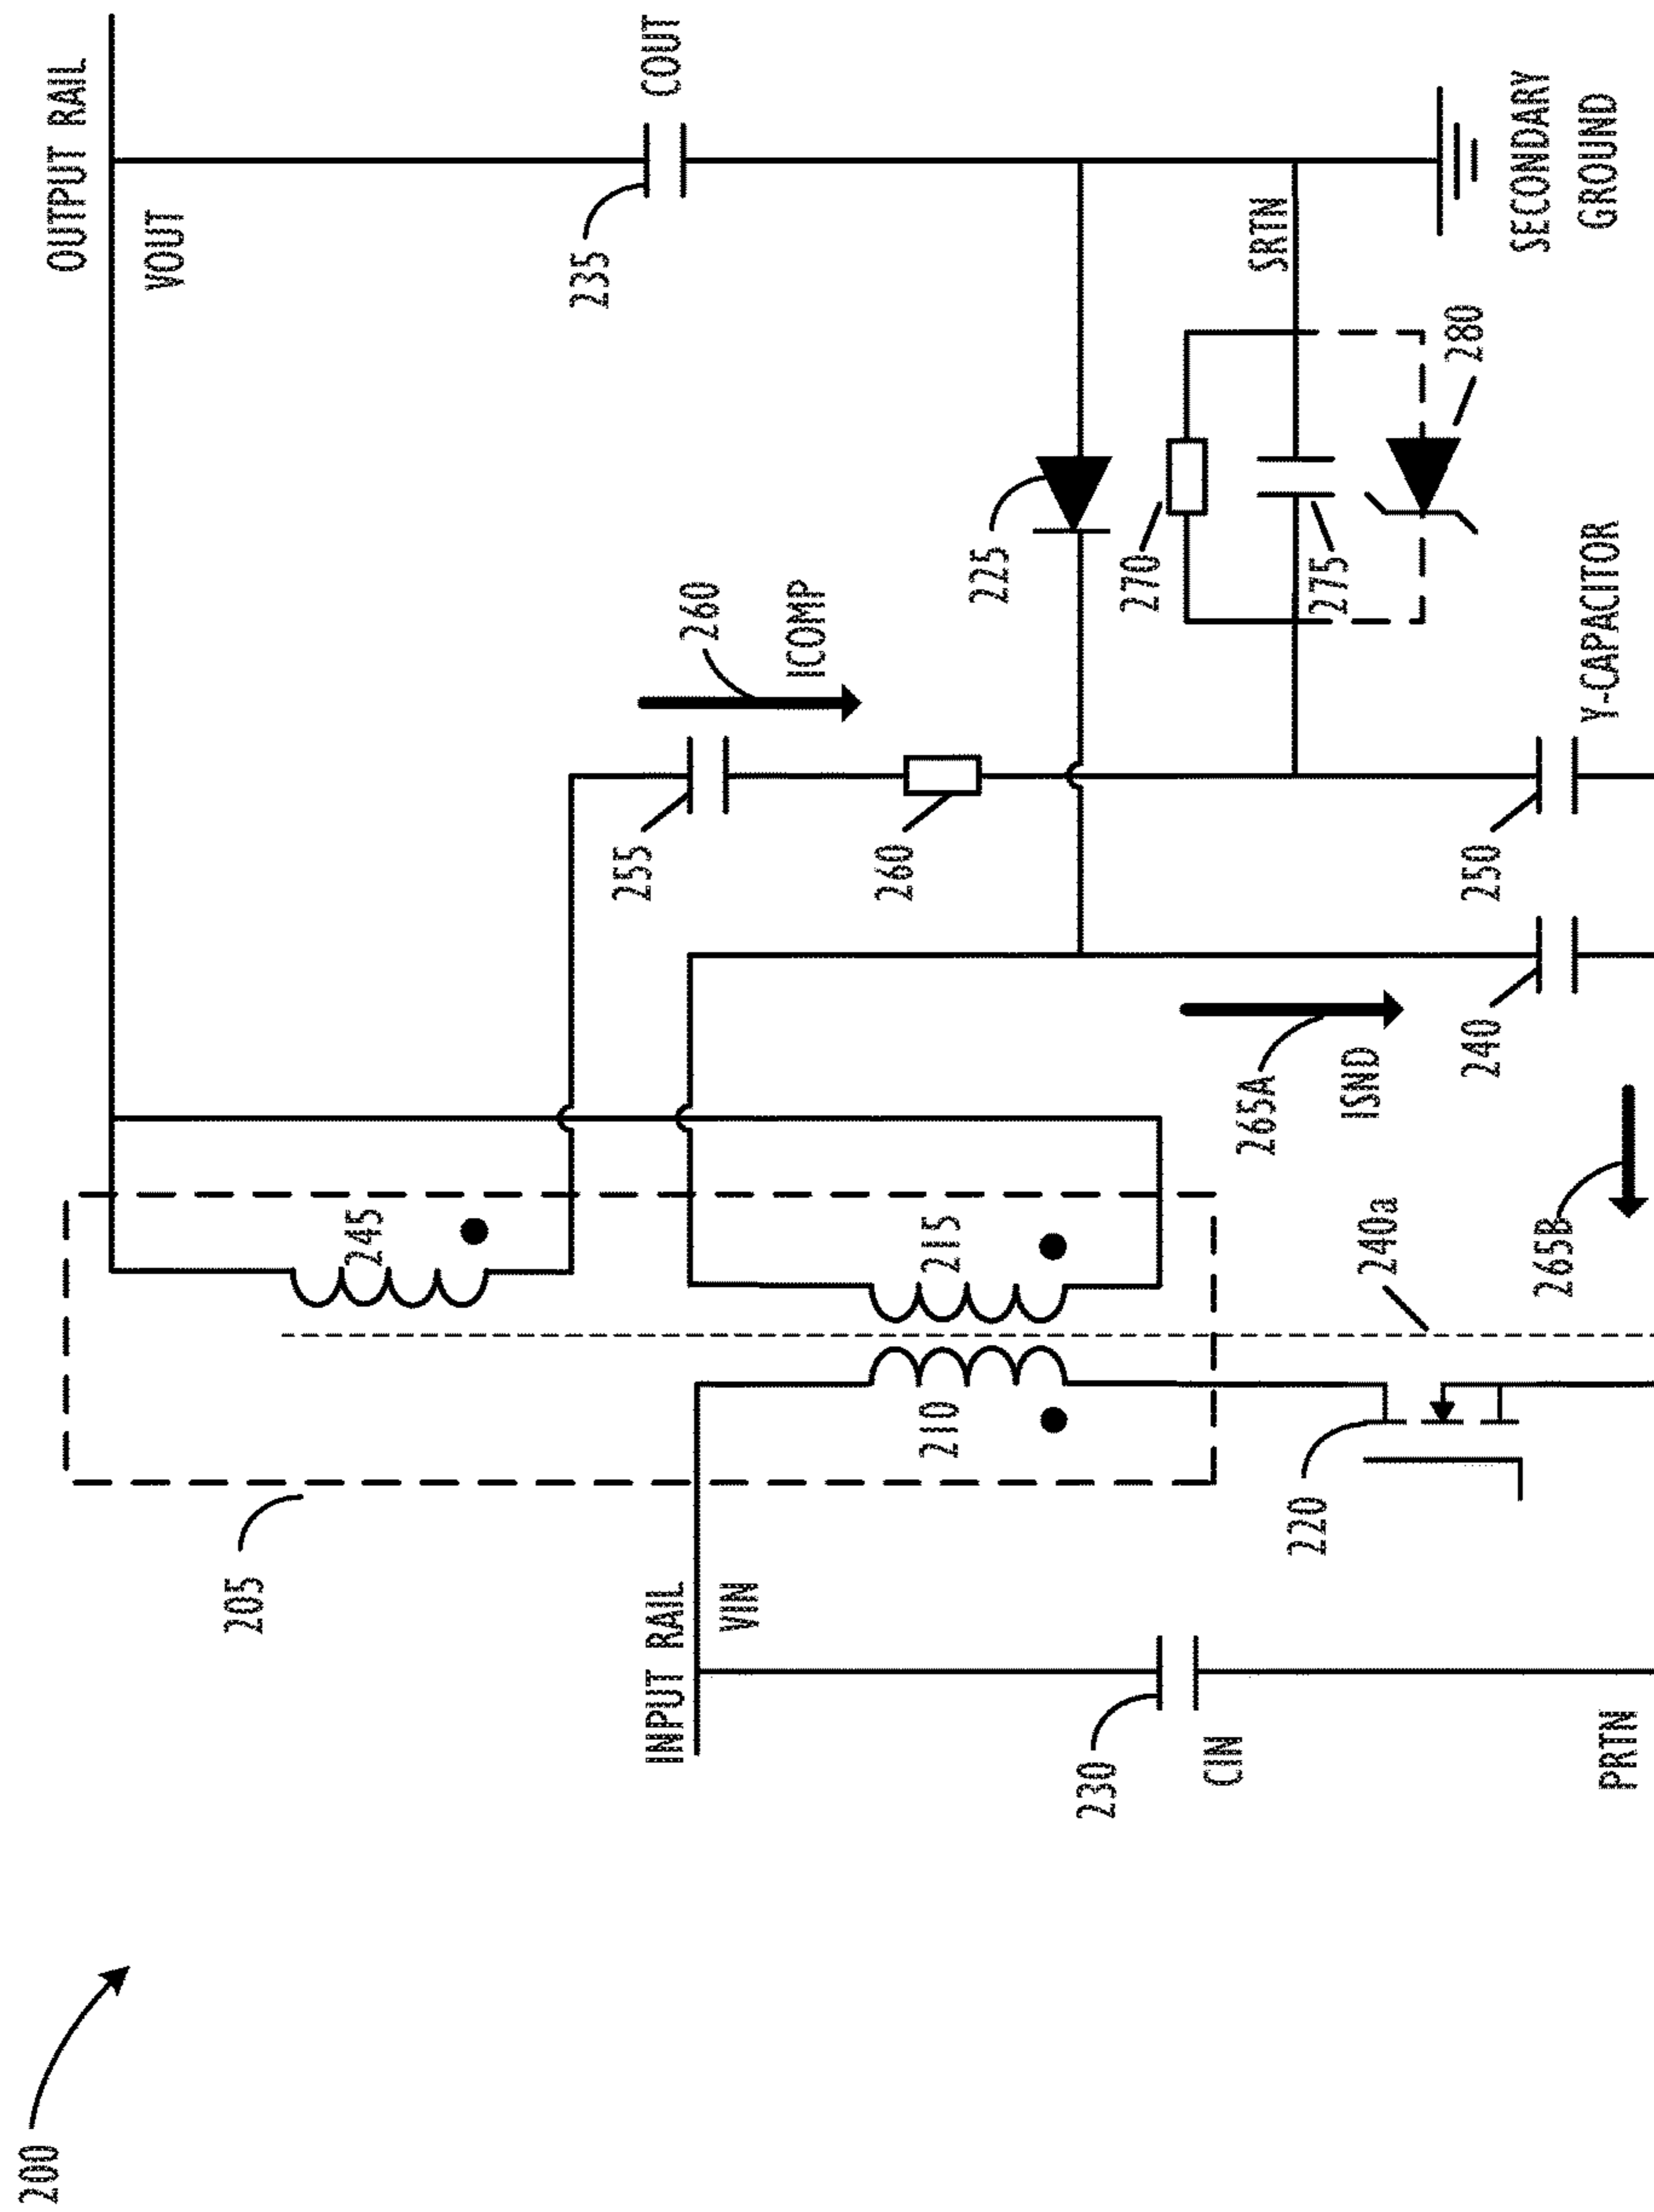 200
205
INPUT RAIL
VIN
230
CIN
PRTN
210
220
245
215
240a
265B
265A
ISND
240
255
260
250
260
ICOMP
Y-CAPACITOR
225
270
275
280
SRTN
235
COUT
OUTPUT RAIL
VOUT
SECONDARY
GROUND